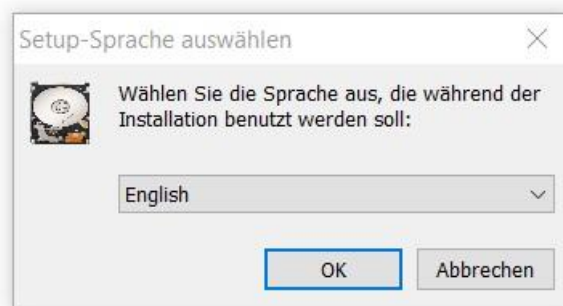 Setup-Sprache auswählen
Wählen Sie die Sprache aus, die während der
Installation benutzt werden soll:
English
OK
Abbrechen